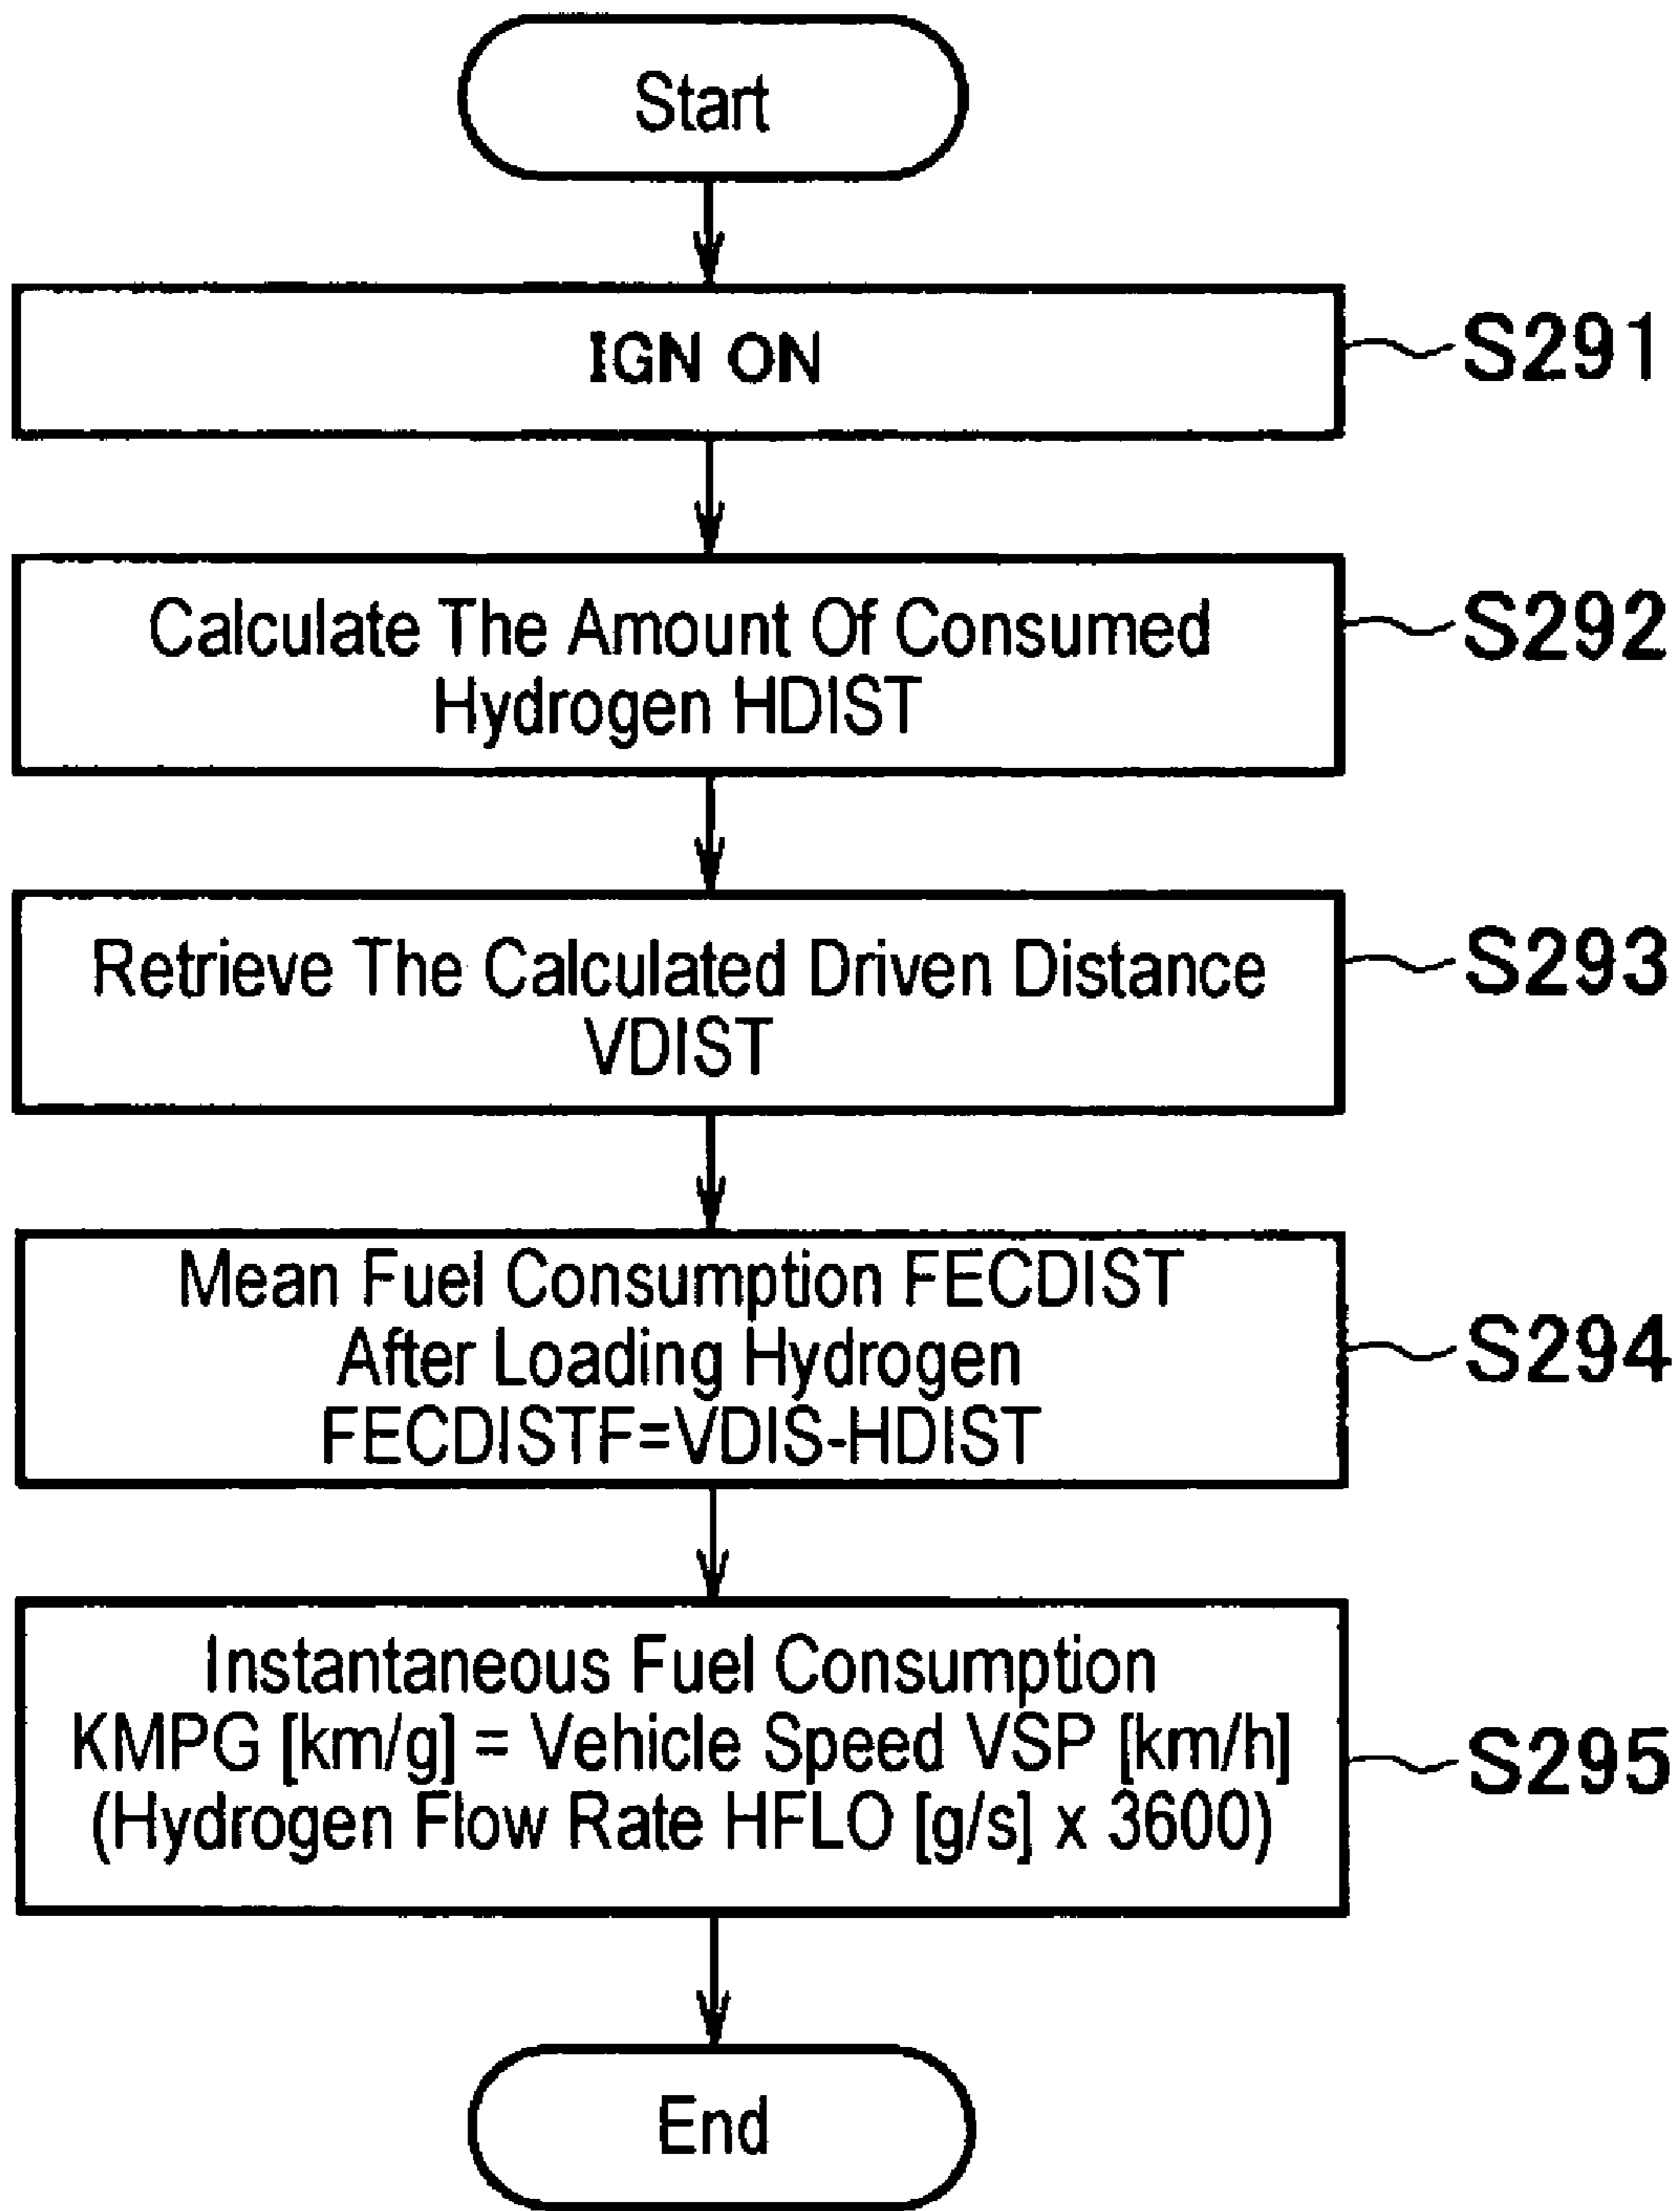 Start
IGN ON
S291
Calculate The Amount Of Consumed
Hydrogen HDIST
S292
Retrieve The Calculated Driven Distance
VDIST
S293
Mean Fuel Consumption FECDIST
After Loading Hydrogen
FECDISTF=VDIS-HDIST
S294
Instantaneous Fuel Consumption
KMPG [km/g] = Vehicle Speed VSP [km/h]
(Hydrogen Flow Rate HFLO [g/s] x 3600)
S295
End